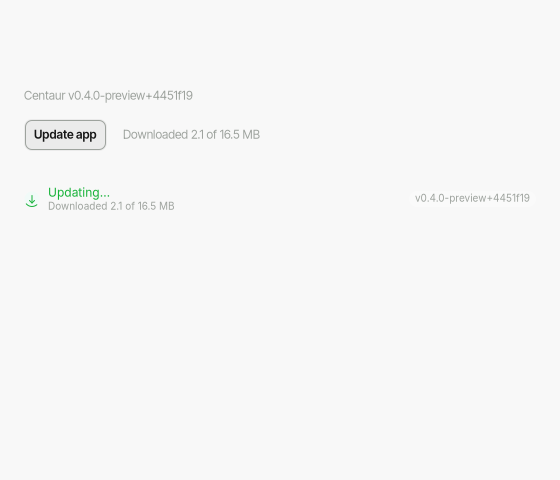 Centaur v0.4.0-preview+4451f19
Update app
Downloaded 2.1 of 16.5 MB
Updating...
Downloaded 2.1 of 16.5 MB
v0.4.0-preview+4451f19